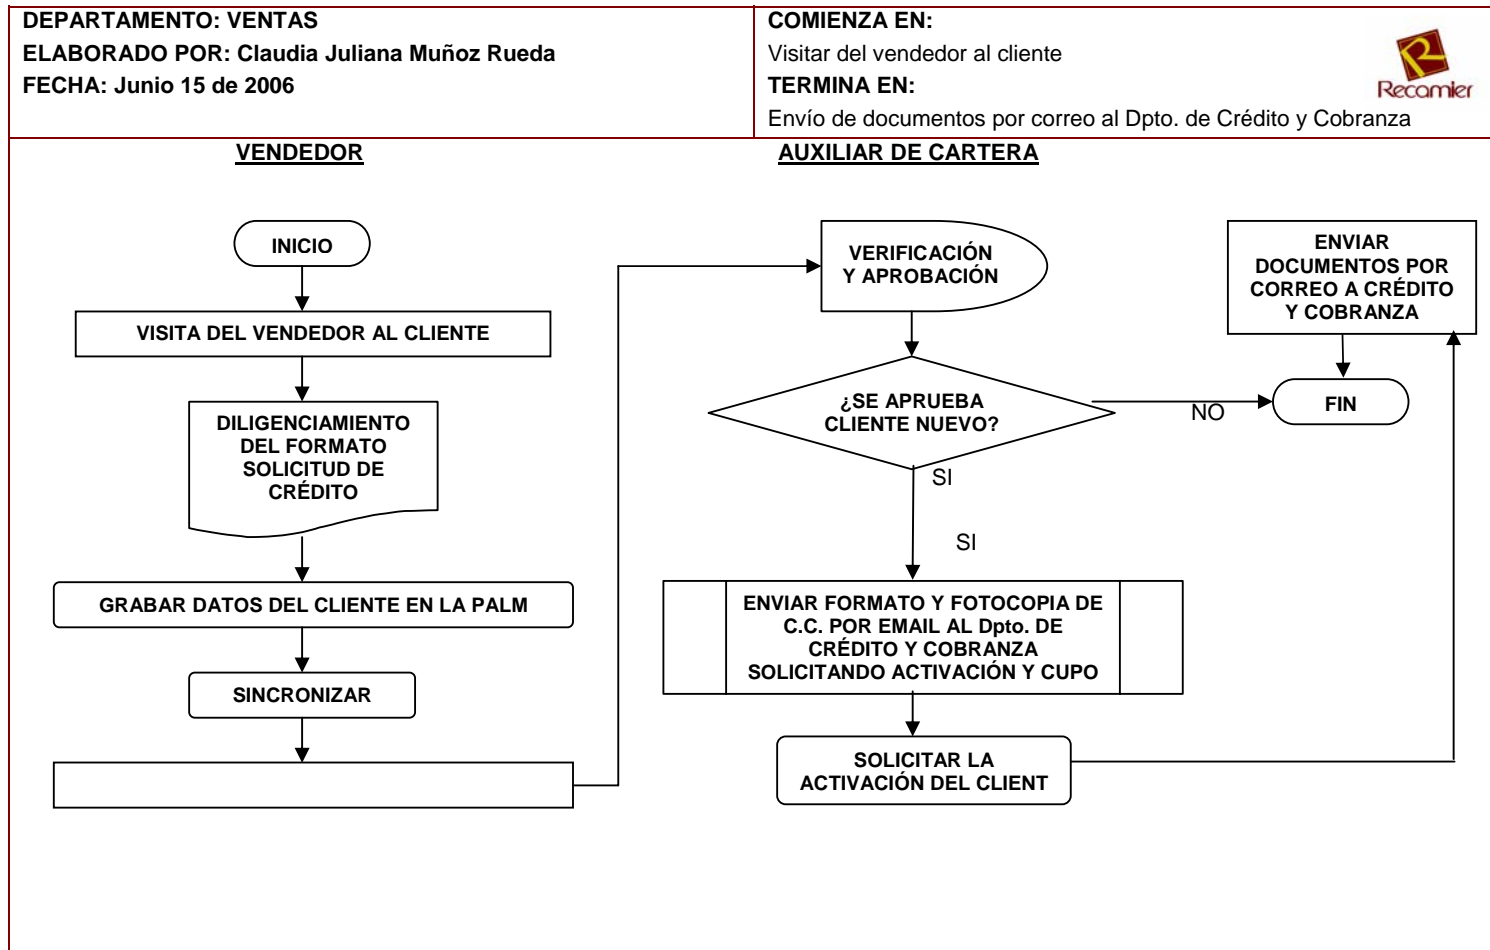 DEPARTAMENTO: VENTAS
ELABORADO POR: Claudia Juliana Muñoz Rueda
FECHA: Junio 15 de 2006
COMIENZA EN:
Visitar del vendedor al cliente
TERMINA EN:
Envío de documentos por correo al Dpto. de Crédito y Cobranza
Recamier
VENDEDOR
INICIO
VISITA DEL VENDEDOR AL CLIENTE
DILIGENCIAMIENTO
DEL FORMATO
SOLICITUD DE
CRÉDITO
GRABAR DATOS DEL CLIENTE EN LA PALM
SINCRONIZAR
AUXILIAR DE CARTERA
VERIFICACIÓN
Y APROBACIÓN
¿SE APRUEBA
CLIENTE NUEVO?
NO
SI
SI
ENVIAR FORMATO Y FOTOCOPIA DE
C.C. POR EMAIL AL Dpto. DE
CRÉDITO Y COBRANZA
SOLICITANDO ACTIVACIÓN Y CUPO
SOLICITAR LA
ACTIVACIÓN DEL CLIENT
ENVIAR
DOCUMENTOS POR
CORREO A CRÉDITO
Y COBRANZA
FIN